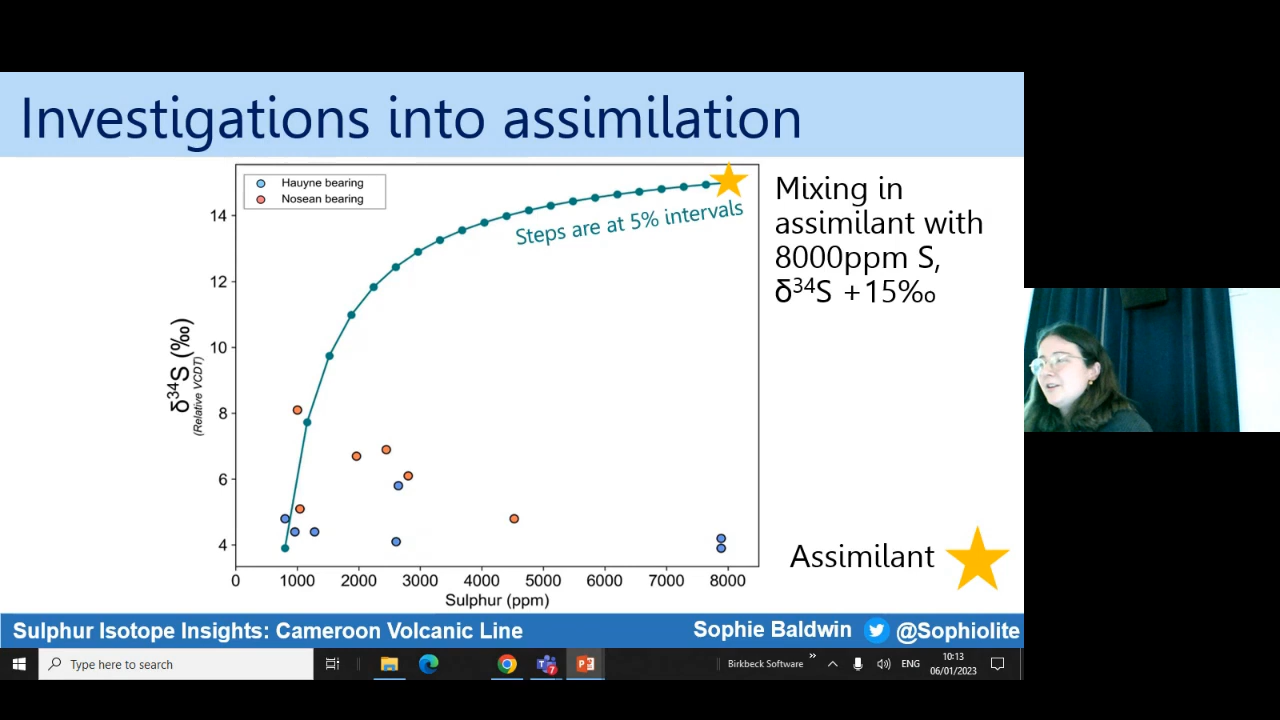 Investigations into assimilation
Hauyne bearing
Nosean bearing
14
12
10
8
6
4
δ³⁴S (‰)
(Relative VCDT)
Steps are at 5% intervals
0
1000
2000
3000
4000
5000
6000
7000
8000
Sulphur (ppm)
Mixing in
assimilant with
8000ppm S,
δ³⁴S +15‰
Assimilant
Sulphur Isotope Insights: Cameroon Volcanic Line
Sophie Baldwin
@Sophiolite
Type here to search
7
Birkbeck Software
ENG
10:13
06/01/2023